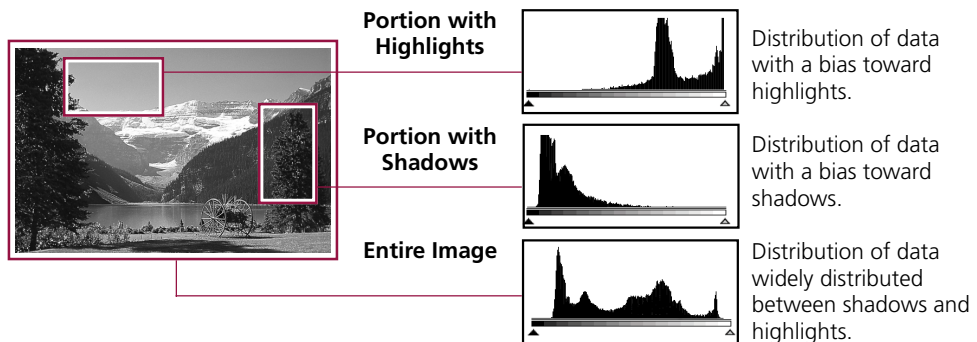 Portion with
Highlights
Distribution of data
with a bias toward
highlights.
Portion with
Shadows
Distribution of data
with a bias toward
shadows.
Entire Image
Distribution of data
widely distributed
between shadows and
highlights.